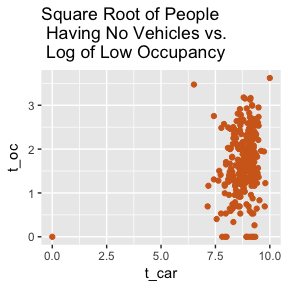 Square Root of People
Having No Vehicles vs.
Log of Low Occupancy
t_oc
3
2
1
0
0.0 2.5 5.0 7.5 10.0
t_car